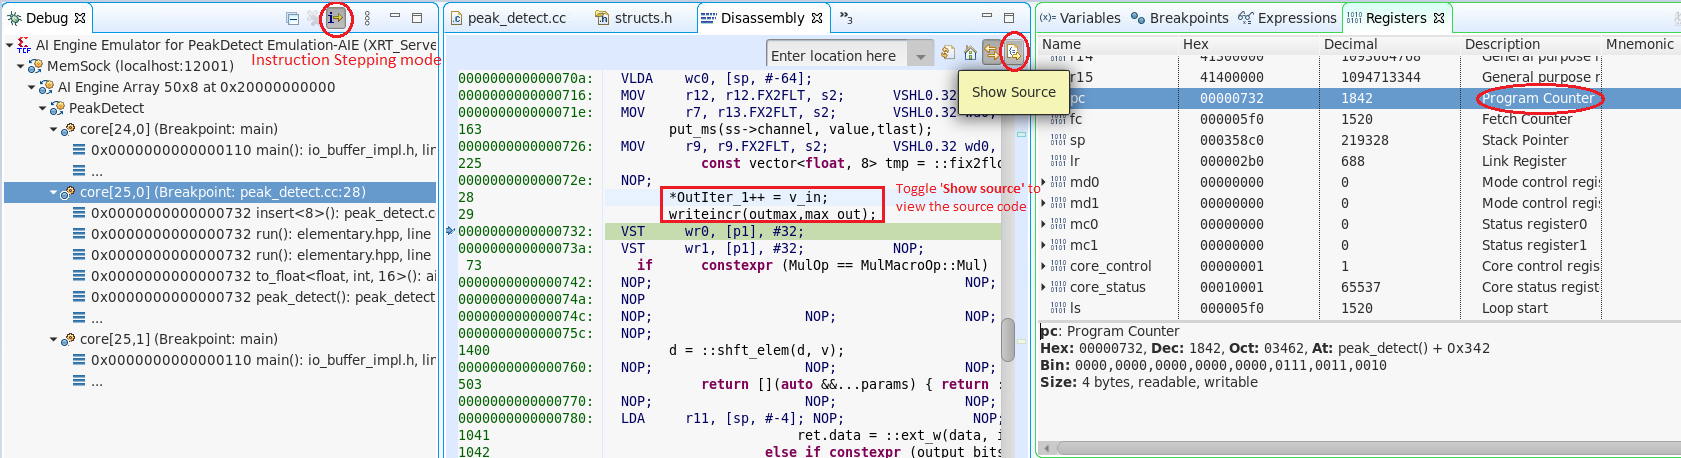 Debug
AI Engine Emulator for PeakDetect Emulation-AIE (XRT_Serve
Instruction Stepping mode
MemSock (localhost:12001)
AI Engine Array 50x8 at 0x20000000000
PeakDetect
core[24,0] (Breakpoint: main)
0x0000000000000110 main(): io_buffer_impl.h, lin
...
core[25,0] (Breakpoint: peak_detect.cc:28)
0x0000000000000732 insert<8>(): peak_detect.c
0x0000000000000732 run(): elementary.hpp, line
0x0000000000000732 run(): elementary.hpp, line
0x0000000000000732 to_float<float, int, 16>(): ai
0x0000000000000732 peak_detect(): peak_detect
...
core[25,1] (Breakpoint: main)
0x0000000000000110 main(): io_buffer_impl.h, lin
...
peak_detect.cc structs.h Disassembly »3
Enter location here
Show Source
000000000000070a: VLDA wc0, [sp, #-64];
0000000000000716: MOV r12, r12.FX2FLT, s2; VSHL0.32
000000000000071e: MOV r7, r13.FX2FLT, s2; VSHL0.32 wd0,
163 put_ms(ss->channel, value,tlast);
0000000000000726: MOV r9, r9.FX2FLT, s2; VSHL0.32 wd0,
225 const vector<float, 8> tmp = ::fix2flo
000000000000072e: NOP;
28 *OutIter_1++ = v_in;
29 writeincr(outmax,max_out);
Toggle 'Show source' to
view the source code
0000000000000732: VST wr0, [p1], #32;
000000000000073a: VST wr1, [p1], #32; NOP;
73 if constexpr (MulOp == MulMacroOp::Mul)
0000000000000742: NOP; NOP;
000000000000074a: NOP
000000000000074c: NOP; NOP; NOP;
000000000000075c: NOP;
1400 d = ::shft_elem(d, v);
0000000000000760: NOP; NOP; NOP;
503 return [](auto &&...params) { return :
0000000000000770: NOP; NOP; NOP;
0000000000000780: LDA r11, [sp, #-4]; NOP; NOP;
1041 ret.data = ::ext_w(data, i
1042 else if constexpr (output_bits
Variables Breakpoints Expressions Registers
Name Hex Decimal Description Mnemonic
r14 41300000 1093664768 General purpose r
r15 41400000 1094713344 General purpose r
pc 00000732 1842 Program Counter
fc 000005f0 1520 Fetch Counter
sp 000358c0 219328 Stack Pointer
lr 000002b0 688 Link Register
md0 00000000 0 Mode control regi
md1 00000000 0 Mode control regi
mc0 00000000 0 Status register0
mc1 00000000 0 Status register1
core_control 00000001 1 Core control regis
core_status 00010001 65537 Core status regist
ls 000005f0 1520 Loop start
pc: Program Counter
Hex: 00000732, Dec: 1842, Oct: 03462, At: peak_detect() + 0x342
Bin: 0000,0000,0000,0000,0000,0111,0011,0010
Size: 4 bytes, readable, writable